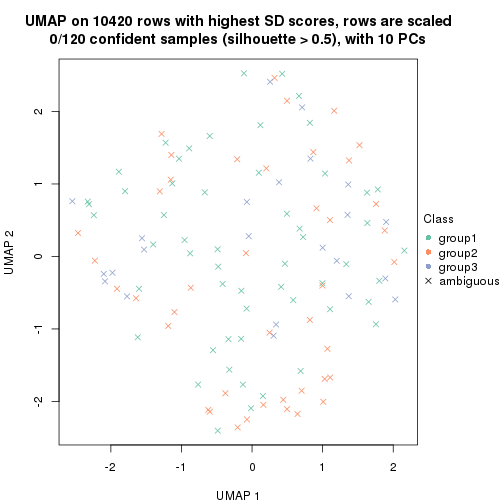 UMAP on 10420 rows with highest SD scores, rows are scaled
0/120 confident samples (silhouette > 0.5), with 10 PCs
2
1
0
-1
-2
UMAP 2
-2
-1
0
1
2
UMAP 1
Class
group1
group2
group3
ambiguous